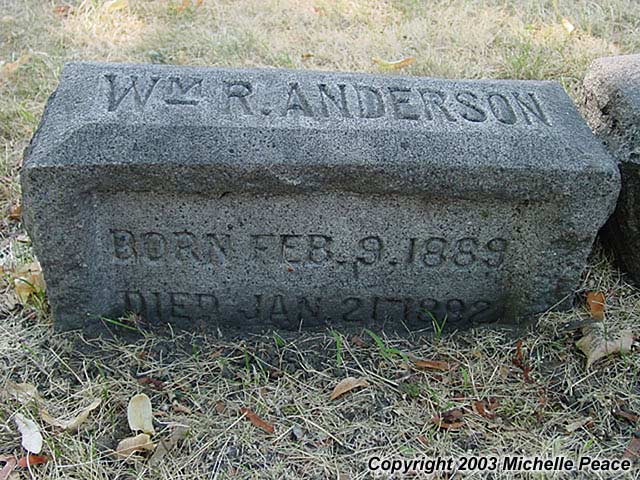 WM R. ANDERSON
BORN FEB. 9. 1889
DIED JAN. 21 1892
Copyright 2003 Michelle Peace